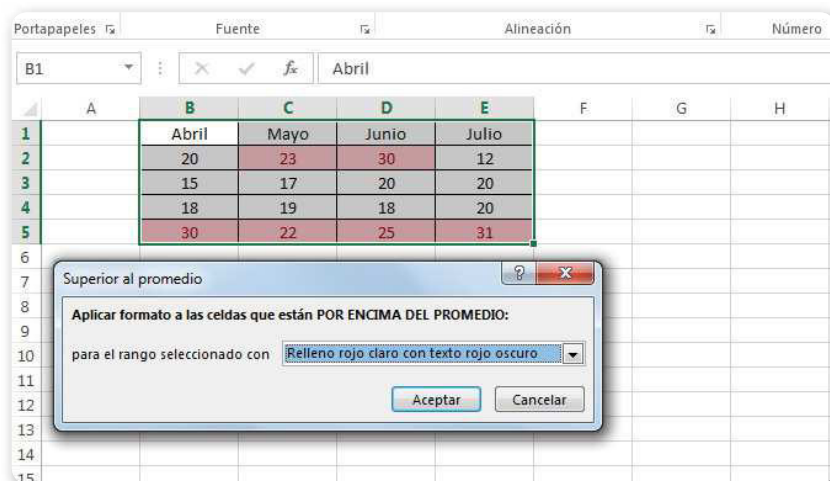 Portapapeles Fuente Alineación Número
B1 fx Abril
A B C D E F G H
1 Abril Mayo Junio Julio
2 20 23 30 12
3 15 17 20 20
4 18 19 18 20
5 30 22 25 31
6
7 Superior al promedio ?
8 Aplicar formato a las celdas que están POR ENCIMA DEL PROMEDIO:
9
10 para el rango seleccionado con Relleno rojo claro con texto rojo oscuro
11
12 Aceptar Cancelar
13
14
15